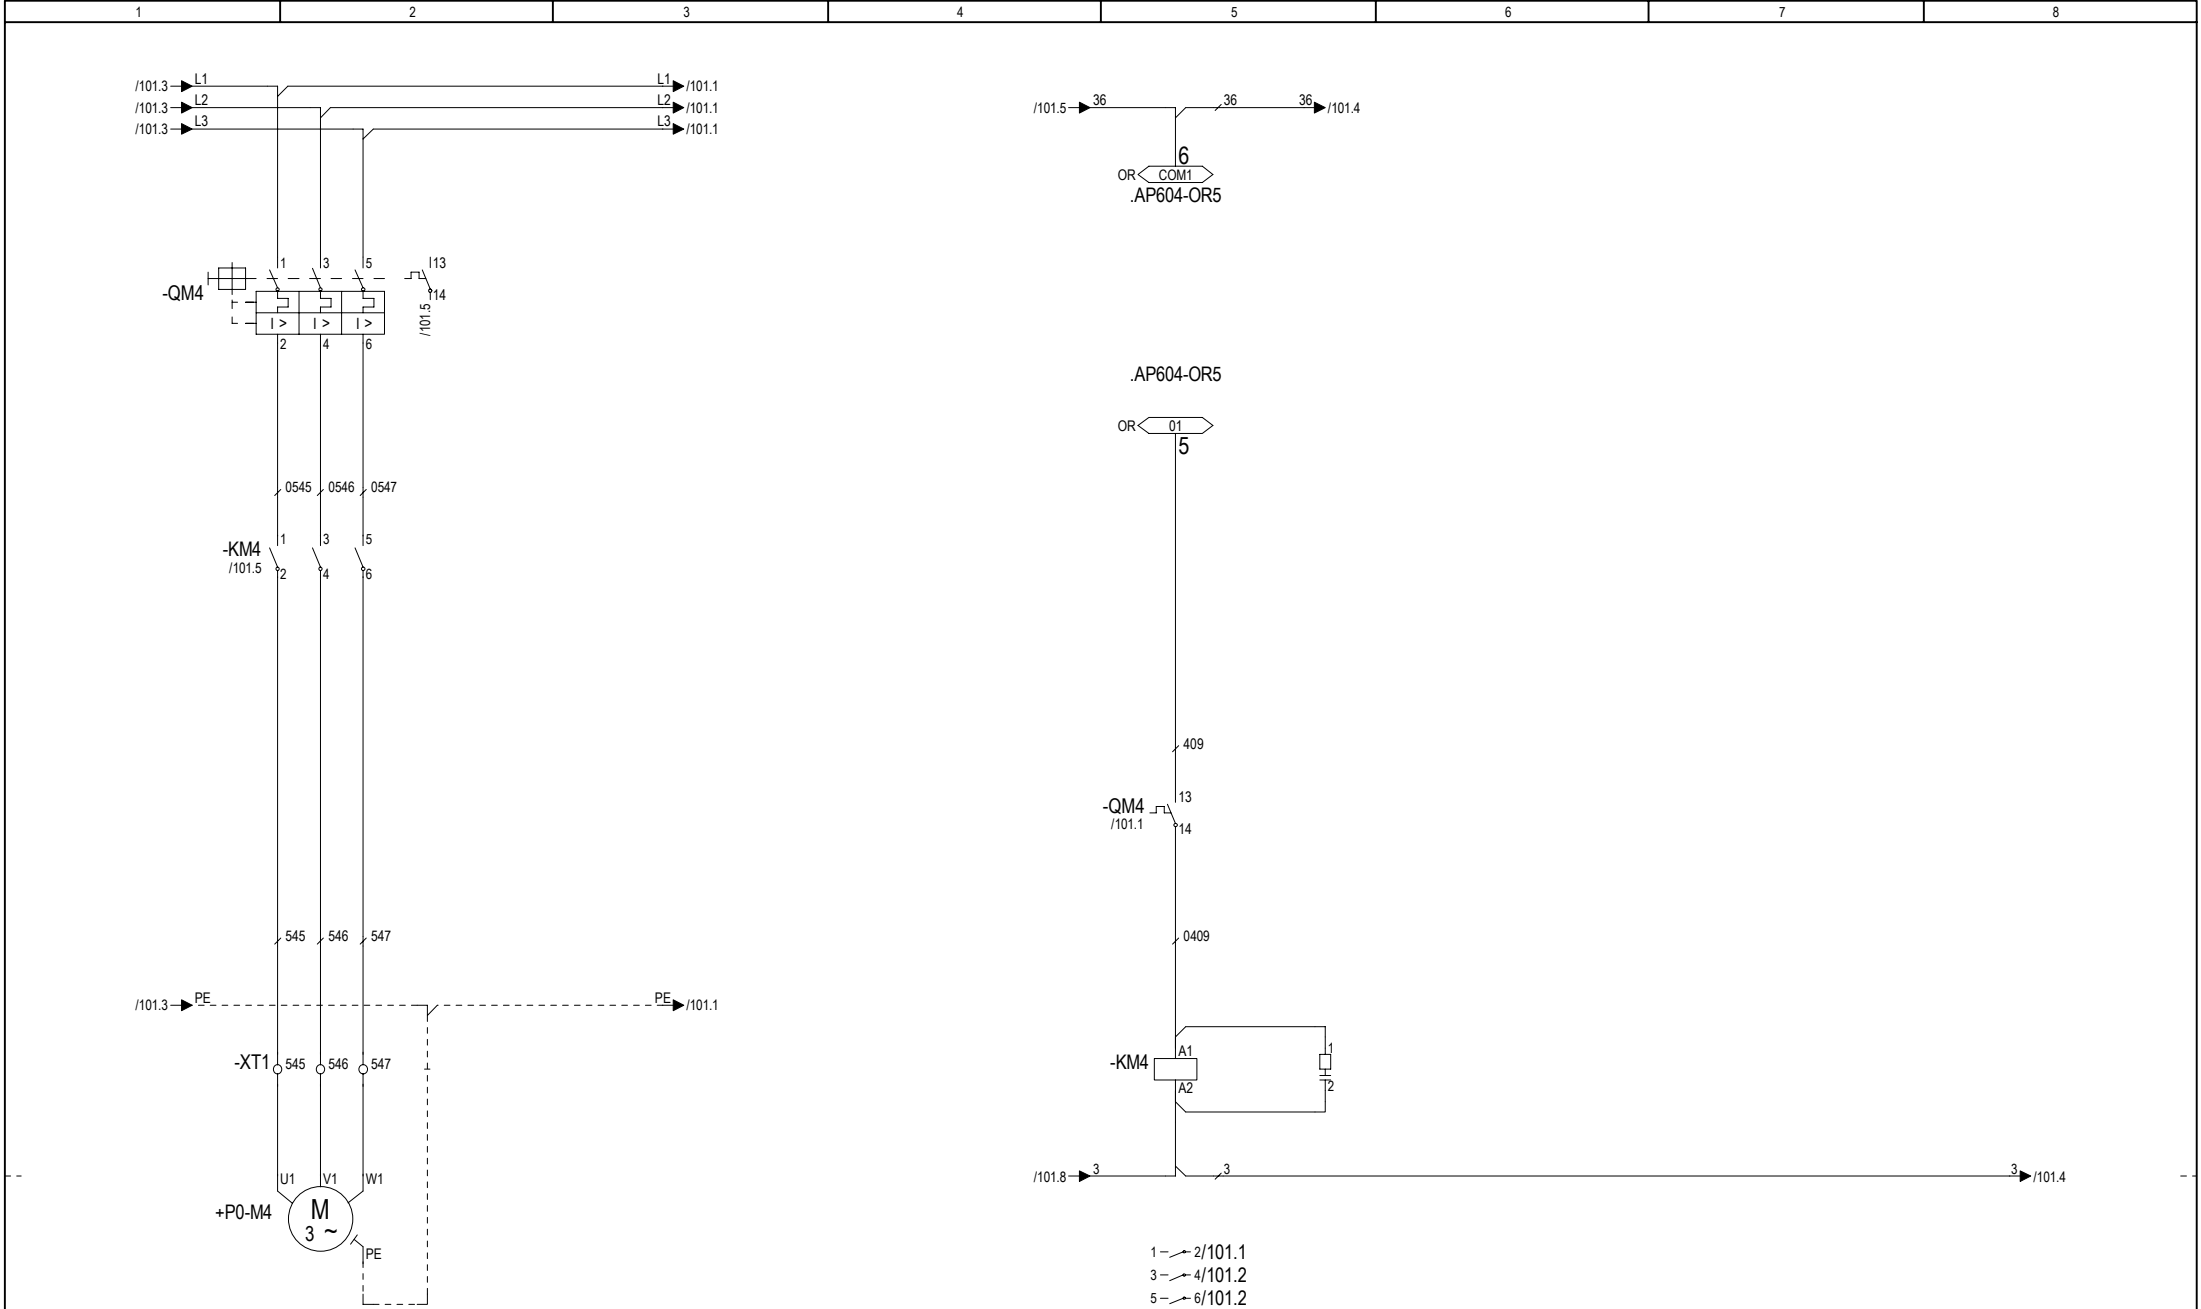 1 2 3 4 5 6 7 8
/101.3 L1 L1 /101.1
/101.3 L2 L2 /101.1
/101.5 36 36 36 /101.4
/101.3 L3 L3 /101.1
6
OR COM1
.AP604-OR5
1 3 5 13
-QM4
14
I > I > I >
/101.5
2 4 6
.AP604-OR5
OR 01
5
0545 0546 0547
1 3 5
-KM4
/101.5
2 4 6
409
13
-QM4
/101.1
14
545 546 547
0409
/101.3 PE PE /101.1
-XT1 545 546 547
A1
-KM4
A2
1
2
/101.8 3 3 3 /101.4
U1 V1 W1
+P0-M4
M
3 ~
PE
1 2/101.1
3 4/101.2
5 6/101.2